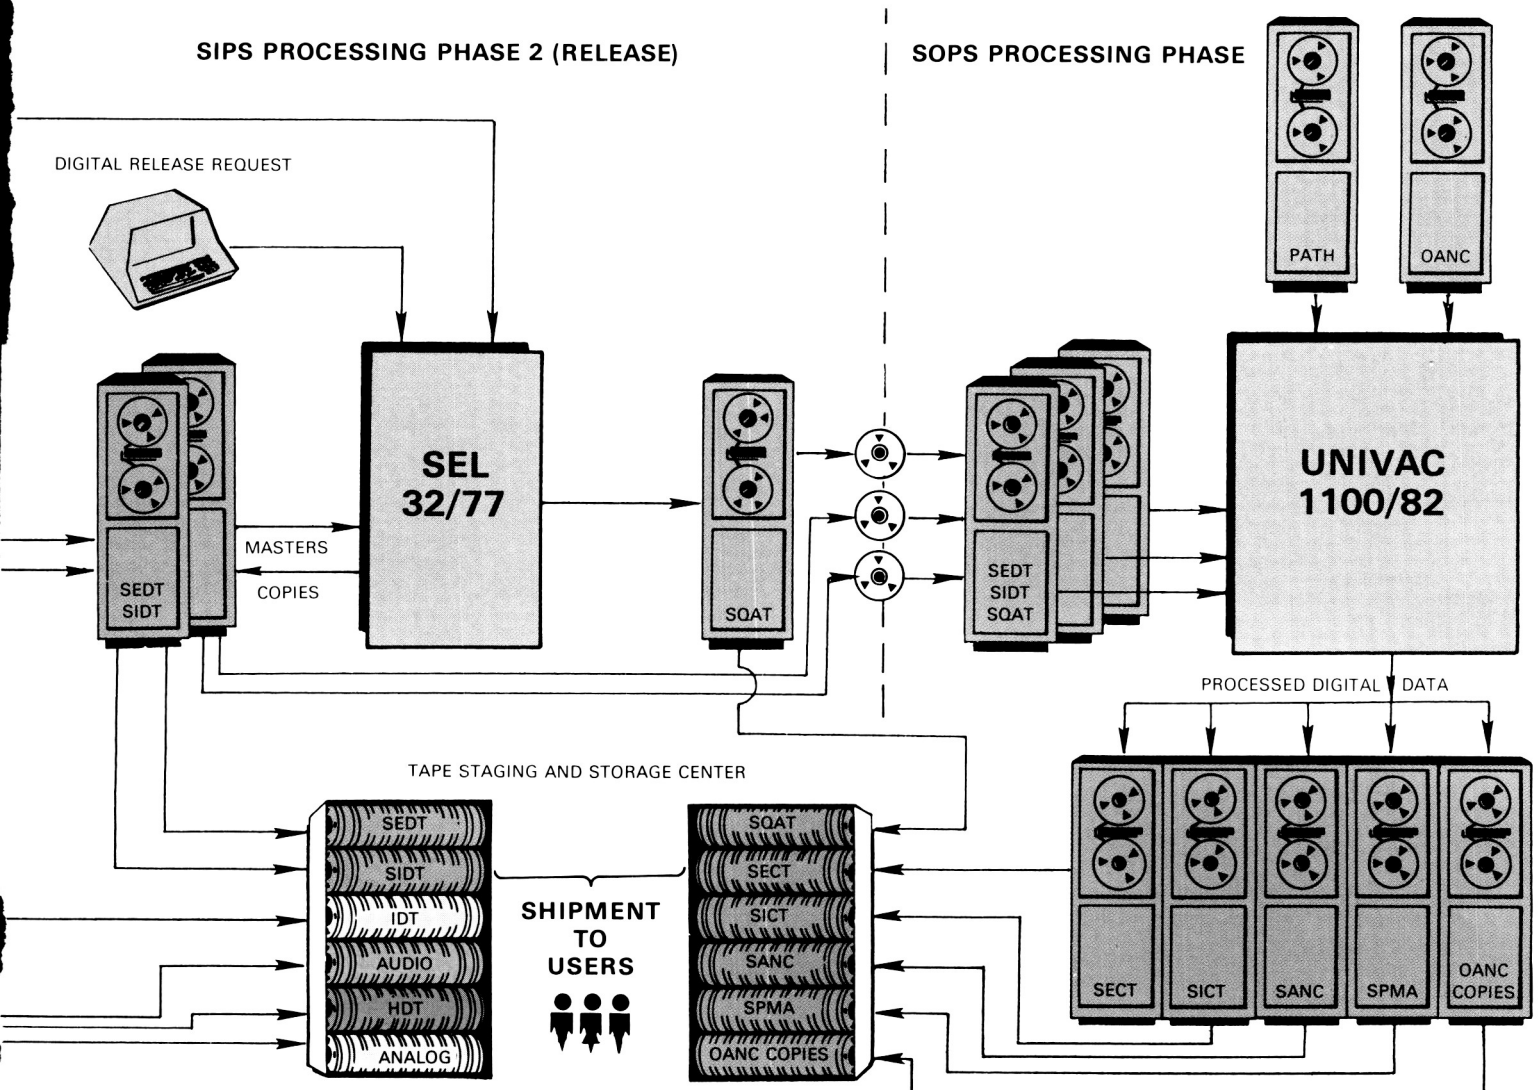 SIPS PROCESSING PHASE 2 (RELEASE)
SOPS PROCESSING PHASE
DIGITAL RELEASE REQUEST
PATH
OANC
SEL
32/77
UNIVAC
1100/82
MASTERS
COPIES
SEDT
SIDT
SQAT
SEDT
SIDT
SQAT
PROCESSED DIGITAL DATA
TAPE STAGING AND STORAGE CENTER
SEDT
SIDT
IDT
AUDIO
HDT
ANALOG
SHIPMENT
TO
USERS
SQAT
SECT
SICT
SANC
SPMA
OANC COPIES
SECT
SICT
SANC
SPMA
OANC
COPIES